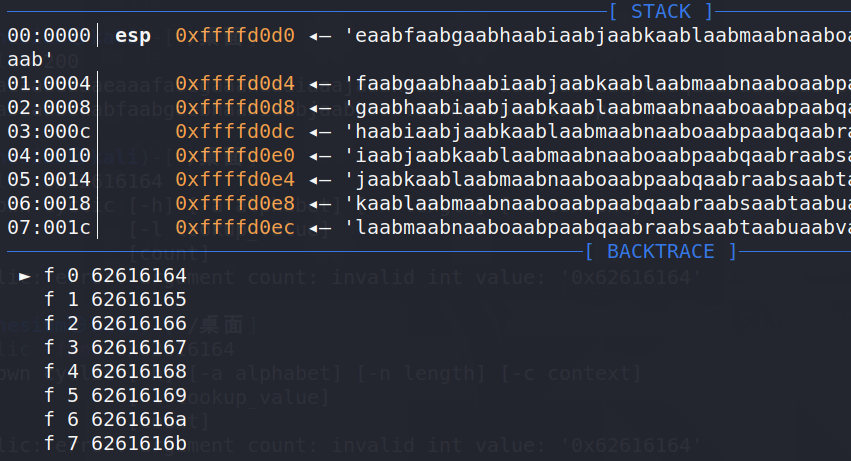 [ STACK ]
00:0000│ esp 0xffffd0d0 ◂— 'eaabfaabgaabhaabiaabjaabkaablaabmaabnaaboa
aab'
01:0004│ 0xffffd0d4 ◂— 'faabgaabhaabiaabjaabkaablaabmaabnaaboaabpa
02:0008│ 0xffffd0d8 ◂— 'gaabhaabiaabjaabkaablaabmaabnaaboaabpaabqa
03:000c│ 0xffffd0dc ◂— 'haabiaabjaabkaablaabmaabnaaboaabpaabqaabra
04:0010│ 0xffffd0e0 ◂— 'iaabjaabkaablaabmaabnaaboaabpaabqaabraabsa
05:0014│ 0xffffd0e4 ◂— 'jaabkaablaabmaabnaaboaabpaabqaabraabsaabta
06:0018│ 0xffffd0e8 ◂— 'kaablaabmaabnaaboaabpaabqaabraabsaabtaabua
07:001c│ 0xffffd0ec ◂— 'laabmaabnaaboaabpaabqaabraabsaabtaabuaabva
[ BACKTRACE ]
► f 0 62616164
f 1 62616165
f 2 62616166
f 3 62616167
f 4 62616168
f 5 62616169
f 6 6261616a
f 7 6261616b